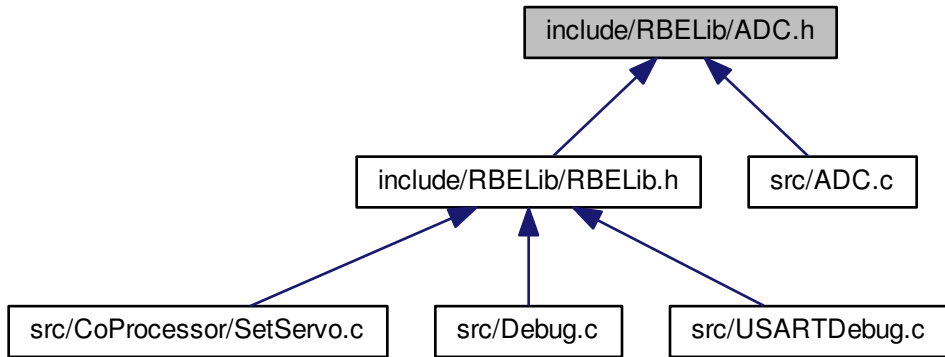 include/RBELib/ADC.h
include/RBELib/RBELib.h
src/ADC.c
src/CoProcessor/SetServo.c
src/Debug.c
src/USARTDebug.c